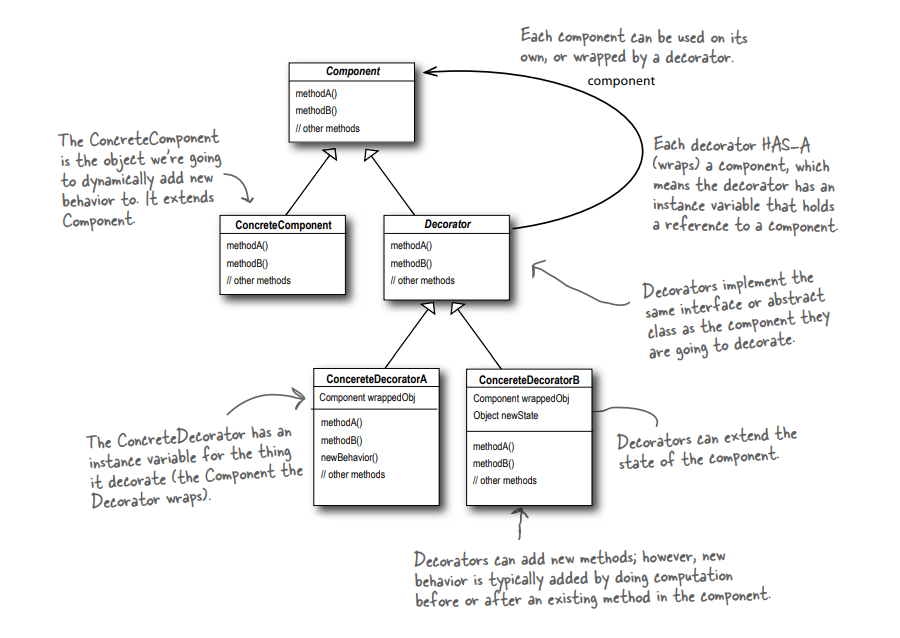 Each component can be used on its
own, or wrapped by a decorator.
component
Component
methodA()
methodB()
// other methods
The ConcreteComponent
is the object we're going
to dynamically add new
behavior to. It extends
Component.
Each decorator HAS-A
(wraps) a component, which
means the decorator has an
instance variable that holds
a reference to a component.
ConcreteComponent
methodA()
methodB()
// other methods
Decorator
methodA()
methodB()
// other methods
Decorators implement the
same interface or abstract
class as the component they
are going to decorate.
ConcereteDecoratorA
Component wrappedObj
methodA()
methodB()
newBehavior()
// other methods
ConcereteDecoratorB
Component wrappedObj
Object newState
methodA()
methodB()
// other methods
The ConcreteDecorator has an
instance variable for the thing
it decorate (the Component the
Decorator wraps).
Decorators can extend the
state of the component.
Decorators can add new methods; however, new
behavior is typically added by doing computation
before or after an existing method in the component.